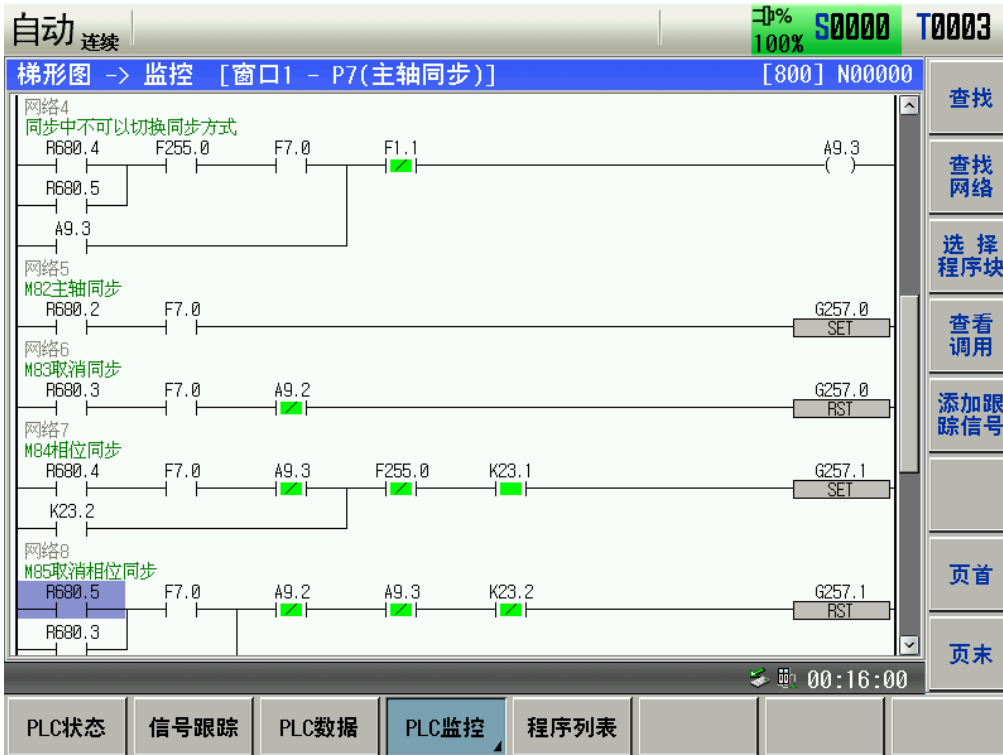 自动 连续
100% S0000 T0003
梯形图 -> 监控 [窗口1 - P7(主轴同步)] [800] N00000
网络4
同步中不可以切换同步方式
R680.4 F255.0 F7.0 F1.1 A9.3
R680.5
A9.3
网络5
M82主轴同步
R680.2 F7.0 G257.0
SET
网络6
M83取消同步
R680.3 F7.0 A9.2 G257.0
RST
网络7
M84相位同步
R680.4 F7.0 A9.3 F255.0 K23.1 G257.1
SET
K23.2
网络8
M85取消相位同步
R680.5 F7.0 A9.2 A9.3 K23.2 G257.1
RST
R680.3
00:16:00
查找
查找
网络
选 择
程序块
查看
调用
添加跟
踪信号
页首
页末
PLC状态 信号跟踪 PLC数据 PLC监控 程序列表